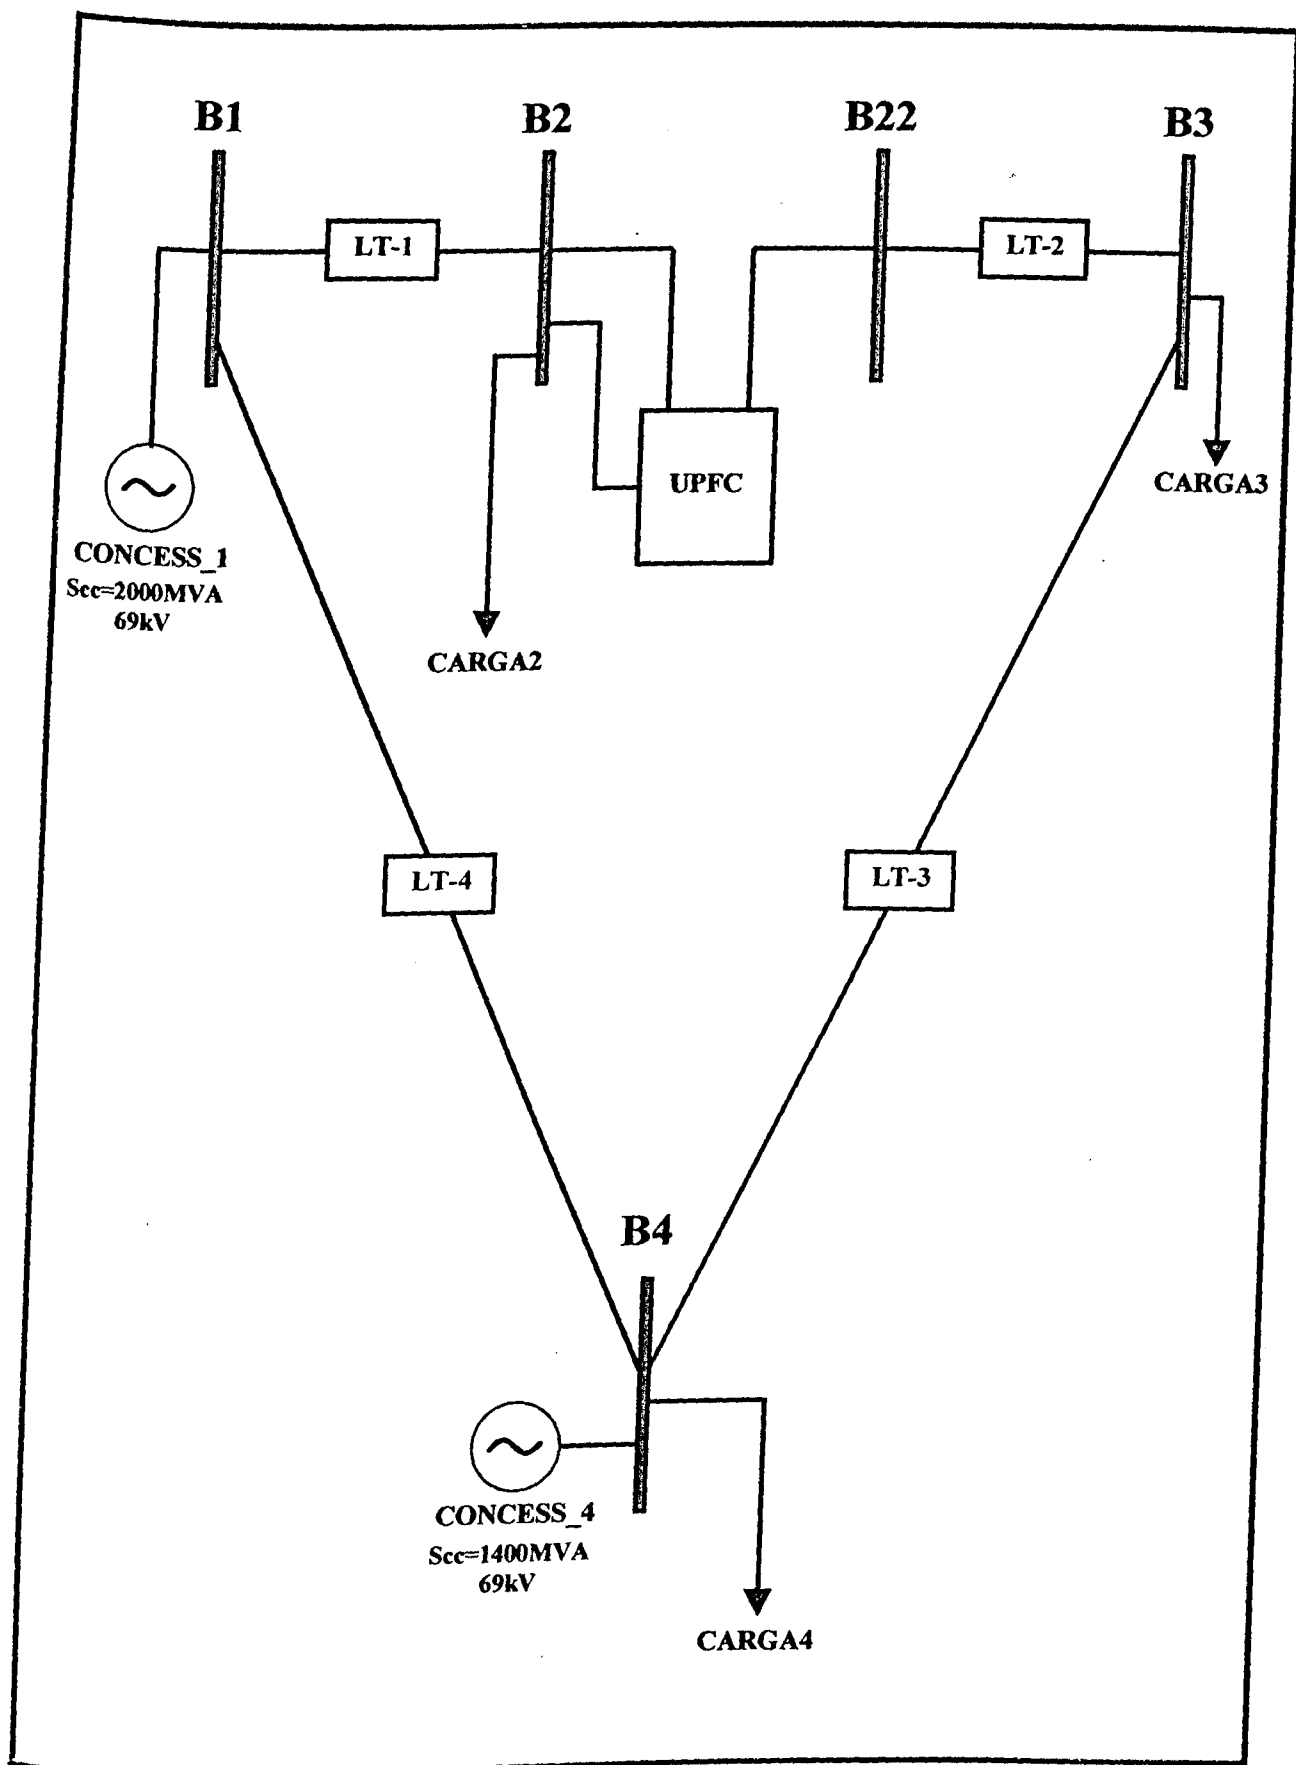 B1
B2
B22
B3
LT-1
LT-2
UPFC
CARGA3
CONCESS_1
Scc=2000MVA
69kV
CARGA2
LT-4
LT-3
B4
CONCESS_4
Scc=1400MVA
69kV
CARGA4